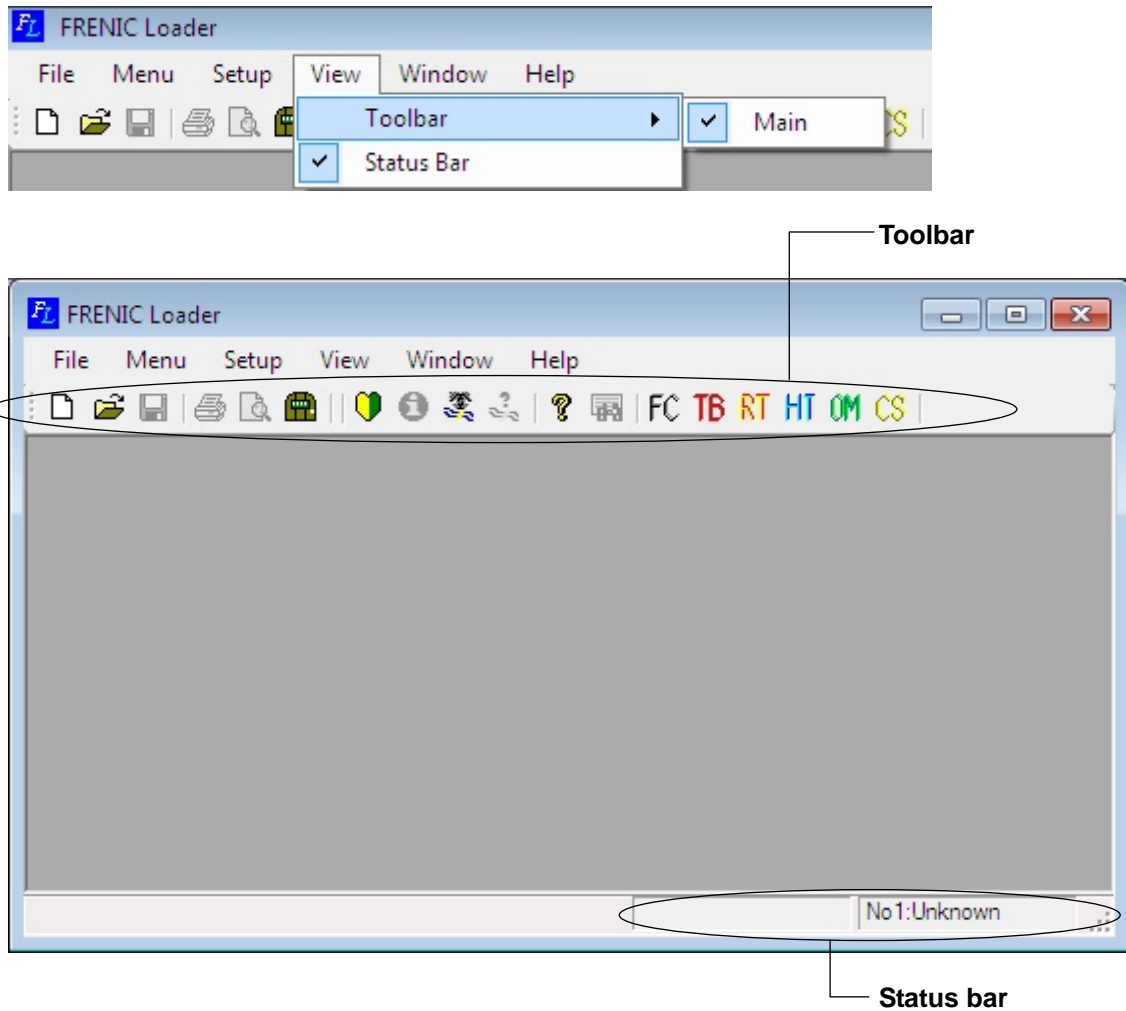 FRENIC Loader
File Menu Setup View Window Help
Toolbar Main CS
Status Bar
Toolbar
FRENIC Loader
File Menu Setup View Window Help
FC TB RT HT OM CS
No1:Unknown
Status bar